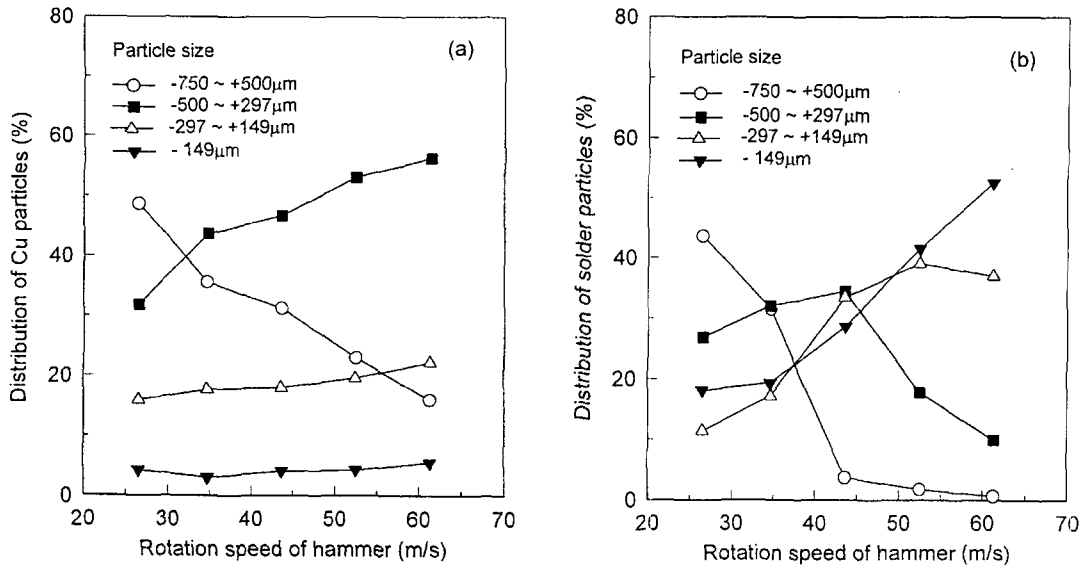 80
60
40
20
0
Distribution of Cu particles (%)
Particle size
(a)
-750 ~ +500μm
-500 ~ +297μm
-297 ~ +149μm
- 149μm
20 30 40 50 60 70
Rotation speed of hammer (m/s)
80
60
40
20
0
Distribution of solder particles (%)
Particle size
(b)
-750 ~ +500μm
-500 ~ +297μm
-297 ~ +149μm
- 149μm
20 30 40 50 60 70
Rotation speed of hammer (m/s)